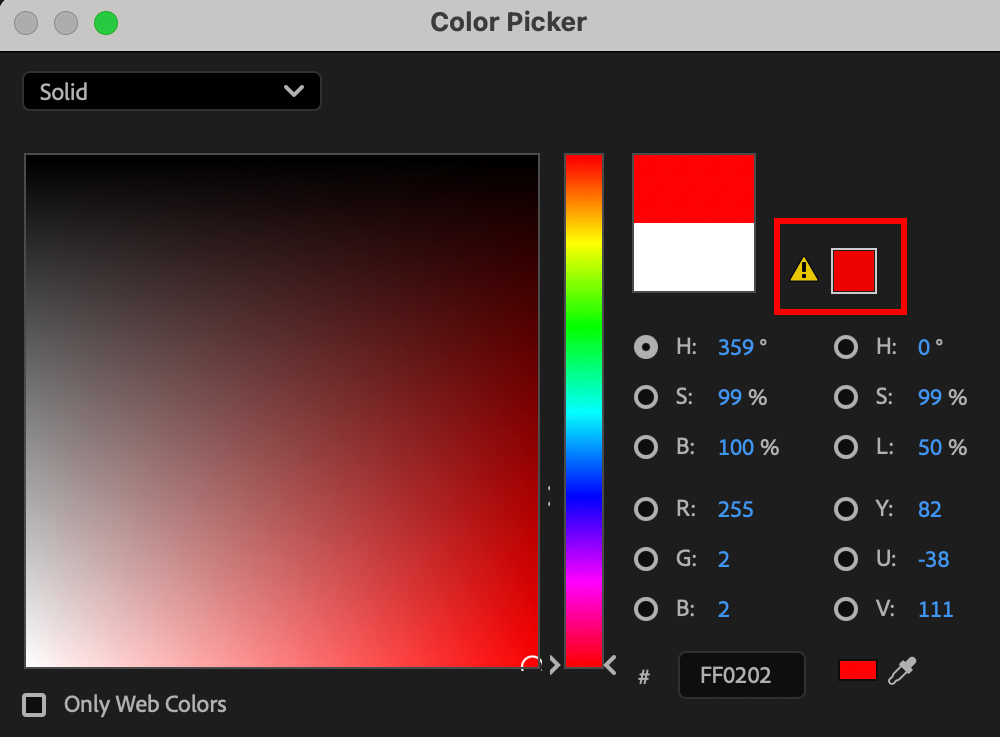 Color Picker
Solid
H: 359 ° H: 0 °
S: 99 % S: 99 %
B: 100 % L: 50 %
R: 255 Y: 82
G: 2 U: -38
B: 2 V: 111
# FF0202
Only Web Colors